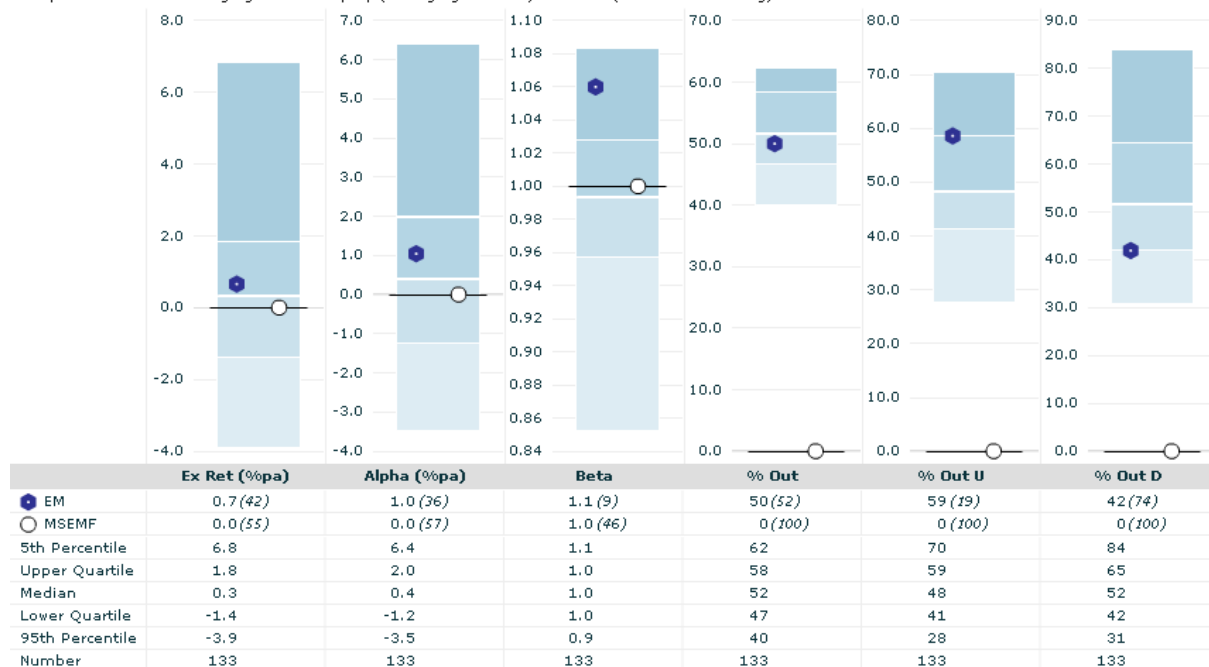 8.0 7.0 1.10 70.0 80.0 90.0
6.0 1.08 80.0
6.0 5.0 1.06 60.0 70.0 70.0
4.0 1.04 60.0
4.0 3.0 1.02 50.0 60.0
2.0 1.00 40.0 50.0 50.0
2.0 1.0 0.98 40.0 40.0
0.0 0.96 30.0
0.0 -1.0 0.94 30.0 30.0
-2.0 0.92 20.0 20.0 20.0
-2.0 -3.0 0.90 10.0 10.0 10.0
0.88
0.86
-4.0 -4.0 0.84 0.0 0.0 0.0
Ex Ret (%pa) Alpha (%pa) Beta % Out % Out U % Out D
EM 0.7 (42) 1.0 (36) 1.1 (9) 50 (52) 59 (19) 42 (74)
MSEMF 0.0 (55) 0.0 (57) 1.0 (46) 0 (100) 0 (100) 0 (100)
5th Percentile 6.8 6.4 1.1 62 70 84
Upper Quartile 1.8 2.0 1.0 58 59 65
Median 0.3 0.4 1.0 52 48 52
Lower Quartile -1.4 -1.2 1.0 47 41 42
95th Percentile -3.9 -3.5 0.9 40 28 31
Number 133 133 133 133 133 133